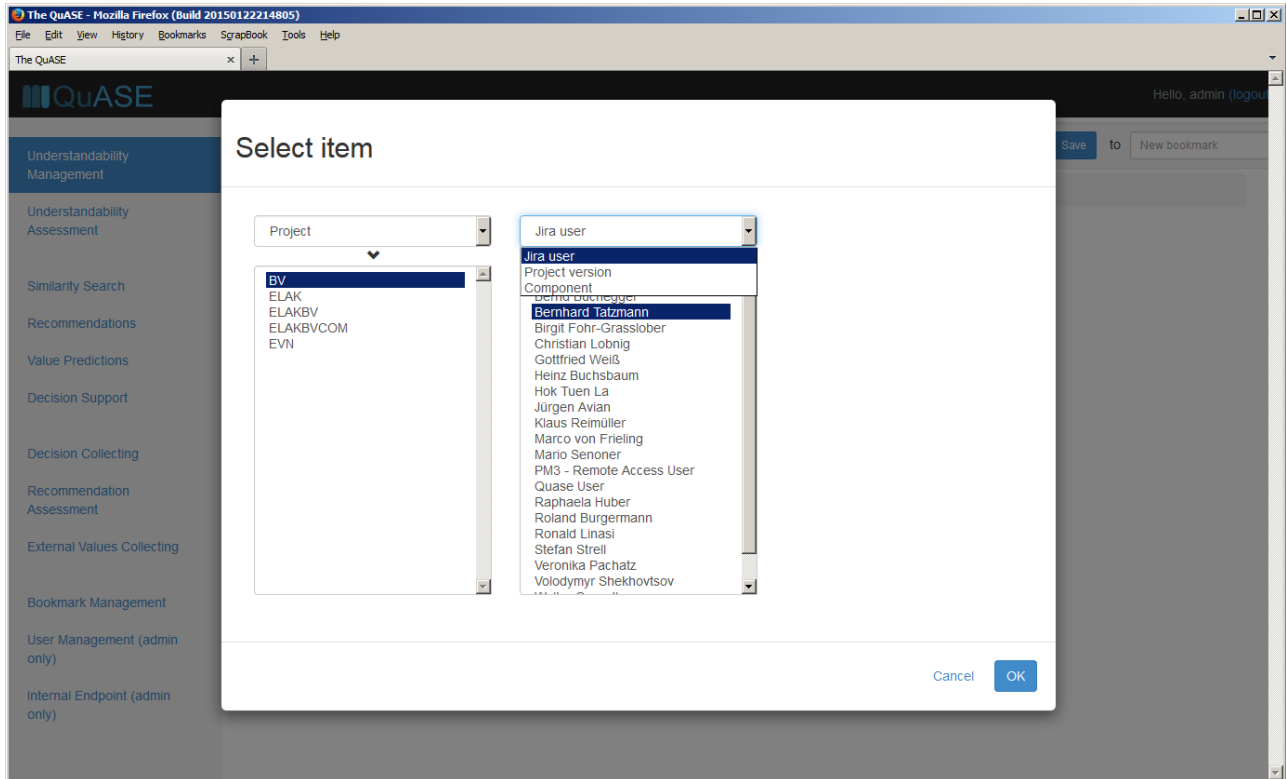 The QuASE - Mozilla Firefox (Build 20150122214805)
File Edit View History Bookmarks ScrapBook Tools Help
The QuASE × +
QuASE
Hello, admin (logout
Understandability
Management
Save to New bookmark
Understandability
Assessment
Similarity Search
Recommendations
Value Predictions
Decision Support
Decision Collecting
Recommendation
Assessment
External Values Collecting
Bookmark Management
User Management (admin
only)
Internal Endpoint (admin
only)
Select item
Project
BV
ELAK
ELAKBV
ELAKBVCOM
EVN
Jira user
Jira user
Project version
Component
Bernd Buchegger
Bernhard Tatzmann
Birgit Fohr-Grasslober
Christian Lobnig
Gottfried Weiß
Heinz Buchsbaum
Hok Tuen La
Jürgen Avian
Klaus Reimüller
Marco von Frieling
Mario Senoner
PM3 - Remote Access User
Quase User
Raphaela Huber
Roland Burgermann
Ronald Linasi
Stefan Strell
Veronika Pachatz
Volodymyr Shekhovtsov
Cancel OK